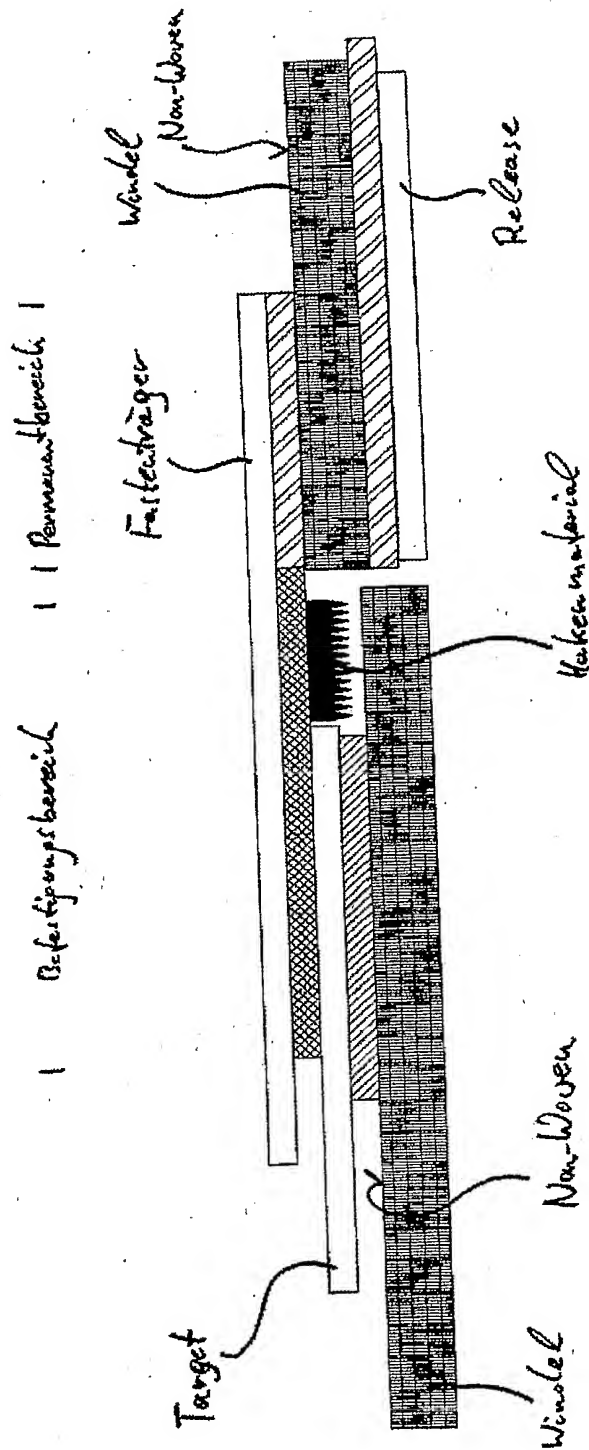 Befestigungsbereich
Permanentbereich
Target
Fastenträger
Windel
Non-Woven
Windel
Non-Woven
Hakenmaterial
Release